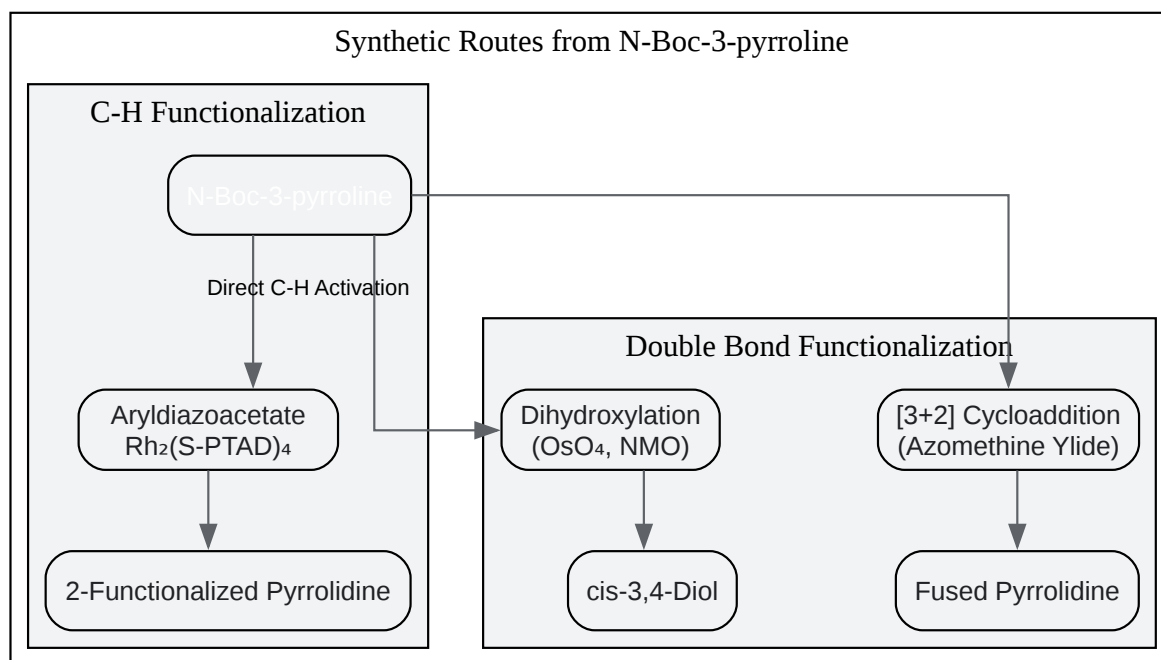 Synthetic Routes from N-Boc-3-pyrroline
C-H Functionalization
N-Boc-3-pyrroline
Direct C-H Activation
Double Bond Functionalization
Aryldiazoacetate
Rh₂(S-PTAD)₄
Dihydroxylation
(OsO₄, NMO)
[3+2] Cycloaddition
(Azomethine Ylide)
2-Functionalized Pyrrolidine
cis-3,4-Diol
Fused Pyrrolidine